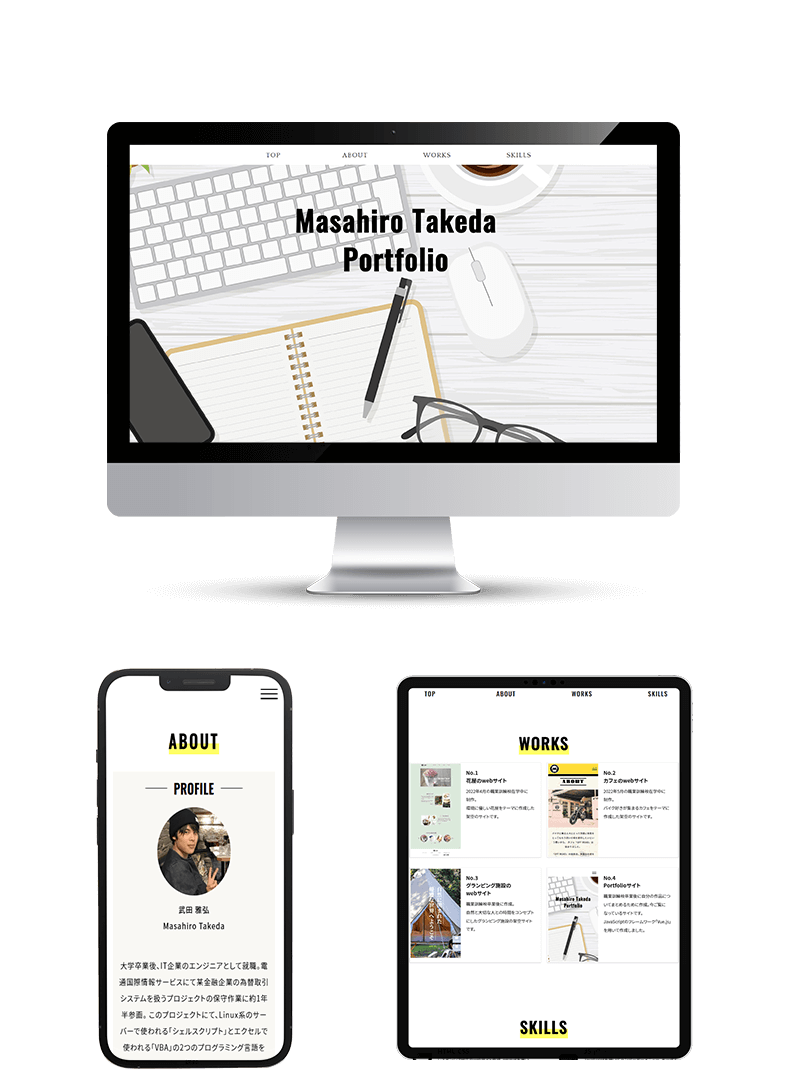 TOP ABOUT WORKS SKILLS
Masahiro Takeda
Portfolio
ABOUT
PROFILE
武田 雅弘
Masahiro Takeda
大学卒業後、IT企業のエンジニアとして就職。電
通国際情報サービスにて某金融企業の為替取引
システムを扱うプロジェクトの保守作業に約1年
半参画。このプロジェクトにて、Linux系のサー
バーで使われる「シェルスクリプト」とエクセルで
使われる「VBA」の2つのプログラミング言語を
TOP ABOUT WORKS SKILLS
WORKS
No.1
花屋のwebサイト
2022年4月の職業訓練校在学中に
制作。
環境に優しい花屋をテーマに作成した
架空のサイトです。
No.2
カフェのwebサイト
2022年5月の職業訓練校在学中に
作成。
バイク好きが集まるカフェをテーマに
作成した架空のサイトです。
ABOUT
No.3
グランピング施設の
webサイト
職業訓練校卒業後に作成。
自然と大切な人との時間をコンセプト
にしたグランピング施設の架空サイト
です。
No.4
Portfolioサイト
職業訓練校卒業後に自分の作品につ
いてまとめるために作成。今ご覧に
なっているサイトです。
JavaScriptのフレームワーク「Vue.js」
を用いて作成しました。
Masahiro Takeda
Portfolio
SKILLS